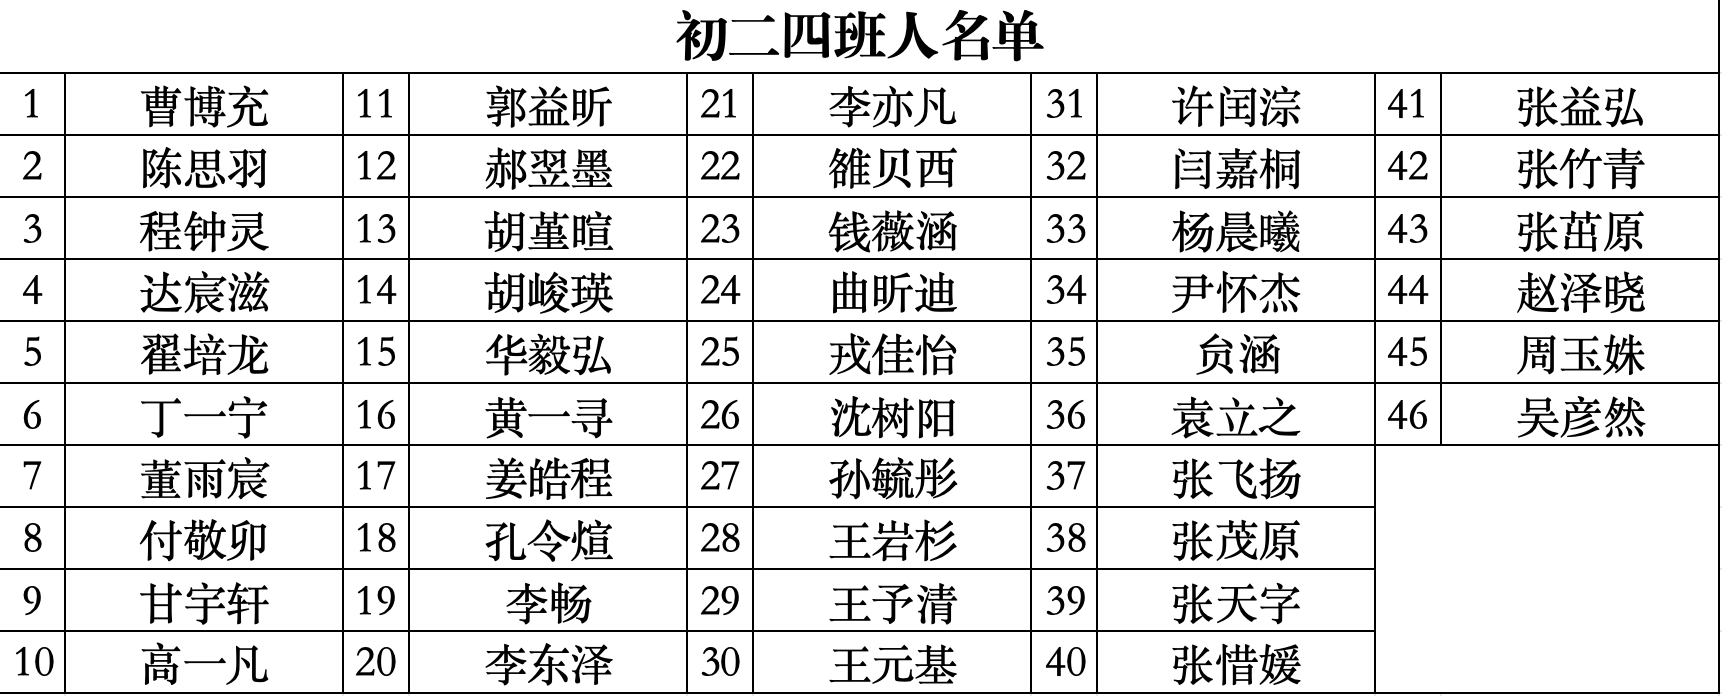 初二四班人名单
1 曹博充 11 郭益昕 21 李亦凡 31 许闰淙 41 张益弘
2 陈思羽 12 郝翌墨 22 雒贝西 32 闫嘉桐 42 张竹青
3 程钟灵 13 胡堇暄 23 钱薇涵 33 杨晨曦 43 张茁原
4 达宸滋 14 胡峻瑛 24 曲昕迪 34 尹怀杰 44 赵泽晓
5 翟培龙 15 华毅弘 25 戎佳怡 35 贠涵 45 周玉姝
6 丁一宁 16 黄一寻 26 沈树阳 36 袁立之 46 吴彦然
7 董雨宸 17 姜皓程 27 孙毓彤 37 张飞扬
8 付敬卯 18 孔令煊 28 王岩杉 38 张茂原
9 甘宇轩 19 李畅 29 王予清 39 张天字
10 高一凡 20 李东泽 30 王元基 40 张惜媛